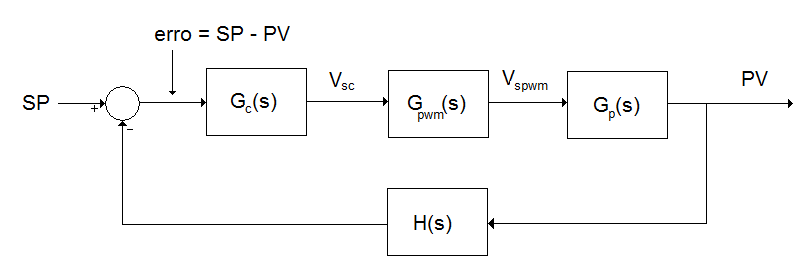 erro = SP - PV
SP
+
-
Gc(s)
Vsc
Gpwm(s)
Vspwm
Gp(s)
PV
H(s)